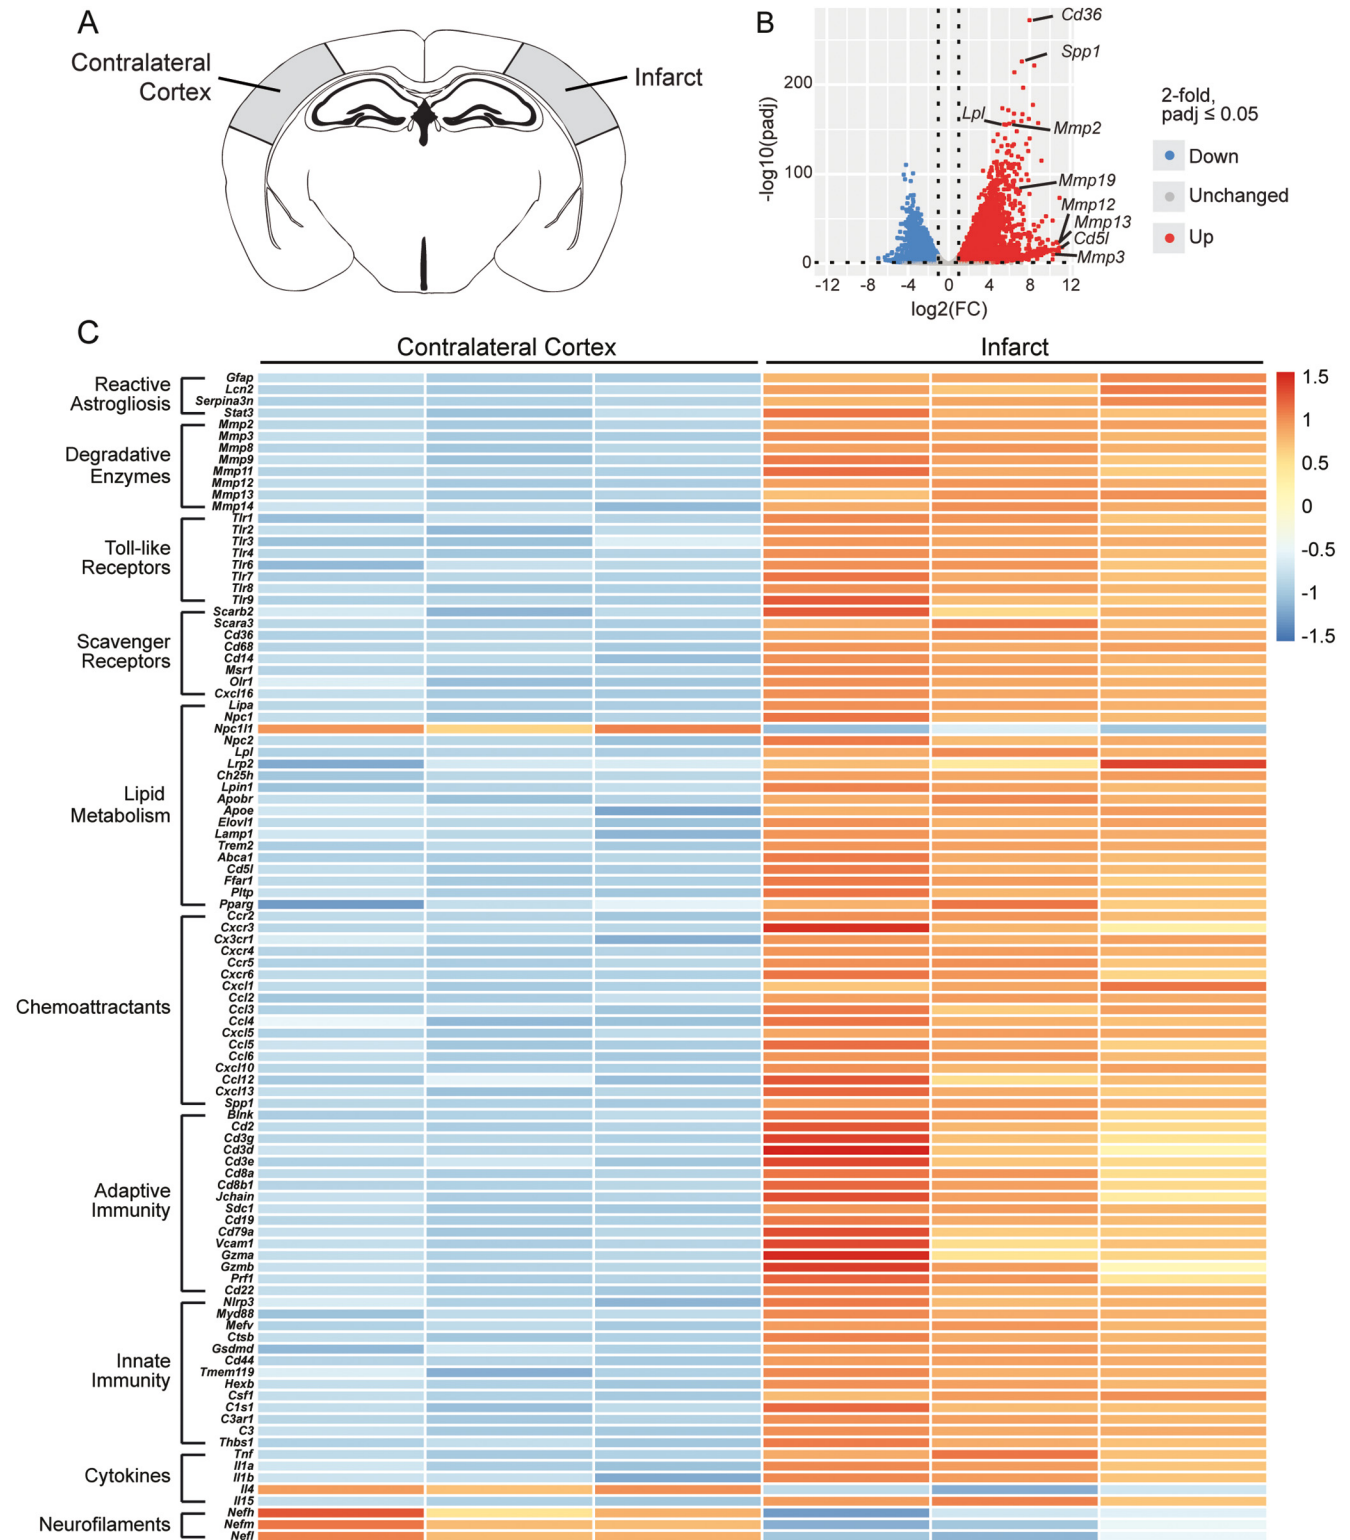 A
Contralateral
Cortex
Infarct
B
-log10(padj)
200
100
0
-12 -8 -4 0 4 8 12
log2(FC)
Cd36
Spp1
Lpl
Mmp2
Mmp19
Mmp12
Mmp13
Cd5l
Mmp3
2-fold,
padj ≤ 0.05
Down
Unchanged
Up
C
Contralateral Cortex
Infarct
Reactive
Astrogliosis
Gfap
Lcn2
Serpina3n
Stat3
Degradative
Enzymes
Mmp2
Mmp3
Mmp8
Mmp9
Mmp11
Mmp12
Mmp13
Mmp14
Toll-like
Receptors
Tlr1
Tlr2
Tlr3
Tlr4
Tlr6
Tlr7
Tlr8
Tlr9
Scavenger
Receptors
Scarb2
Scara3
Cd36
Cd68
Cd14
Msr1
Olr1
Cxcl16
Lipid
Metabolism
Lipa
Npc1
Npc1l1
Npc2
Lpl
Lrp2
Ch25h
Lpin1
Apobr
Apoe
Elovl1
Lamp1
Trem2
Abca1
Cd5l
Ffar1
Pltp
Pparg
Chemoattractants
Ccr2
Cxcr3
Cx3cr1
Cxcr4
Ccr5
Cxcr6
Cxcl1
Ccl2
Ccl3
Ccl4
Cxcl5
Ccl5
Ccl6
Cxcl10
Ccl12
Cxcl13
Spp1
Adaptive
Immunity
Blnk
Cd2
Cd3g
Cd3d
Cd3e
Cd8a
Cd8b1
Jchain
Sdc1
Cd19
Cd79a
Vcam1
Gzma
Gzmb
Prf1
Cd22
Innate
Immunity
Nlrp3
Myd88
Mefv
Ctsb
Gsdmd
Cd44
Tmem119
Hexb
Csf1
C1s1
C3ar1
C3
Thbs1
Cytokines
Tnf
Il1a
Il1b
Il4
Il15
Neurofilaments
Nefh
Nefm
Nefl
1.5
1
0.5
0
-0.5
-1
-1.5